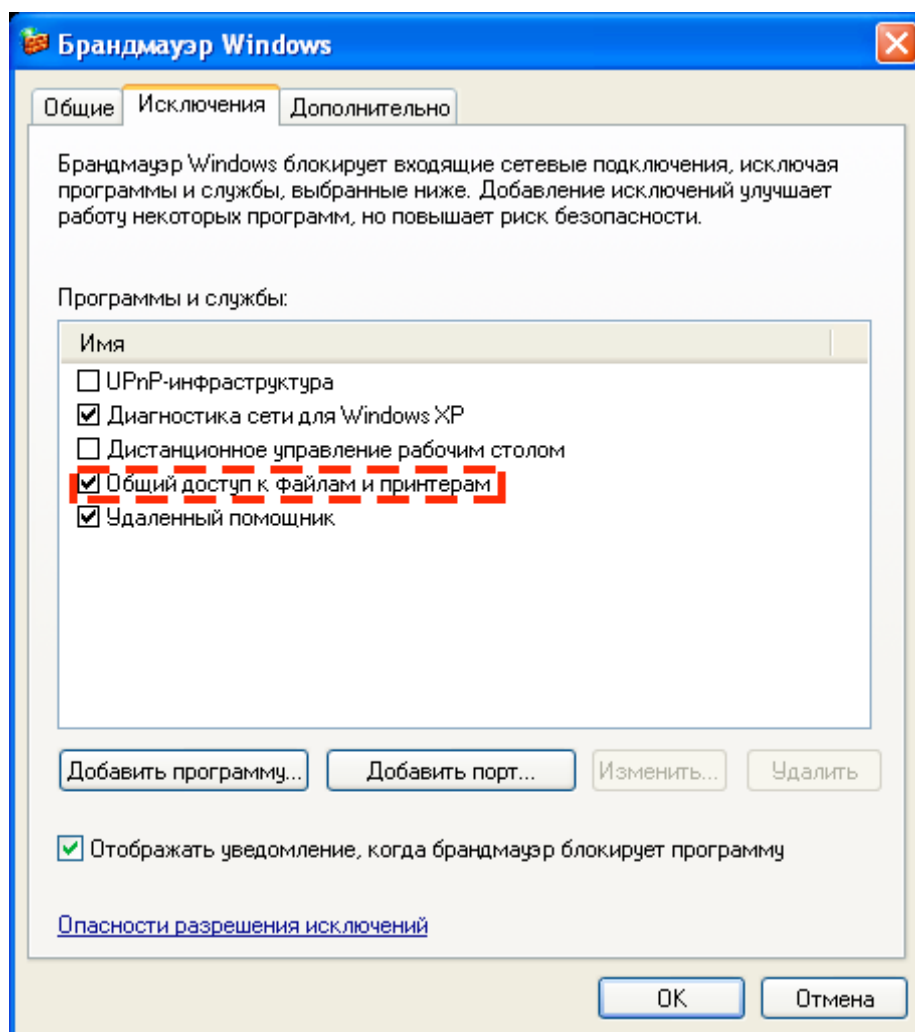 Брандмауэр Windows
Общие Исключения Дополнительно
Брандмауэр Windows блокирует входящие сетевые подключения, исключая
программы и службы, выбранные ниже. Добавление исключений улучшает
работу некоторых программ, но повышает риск безопасности.
Программы и службы:
Имя
UPnP-инфраструктура
Диагностика сети для Windows XP
Дистанционное управление рабочим столом
Общий доступ к файлам и принтерам
Удаленный помощник
Добавить программу... Добавить порт... Изменить... Удалить
Отображать уведомление, когда брандмауэр блокирует программу
Опасности разрешения исключений
OK Отмена